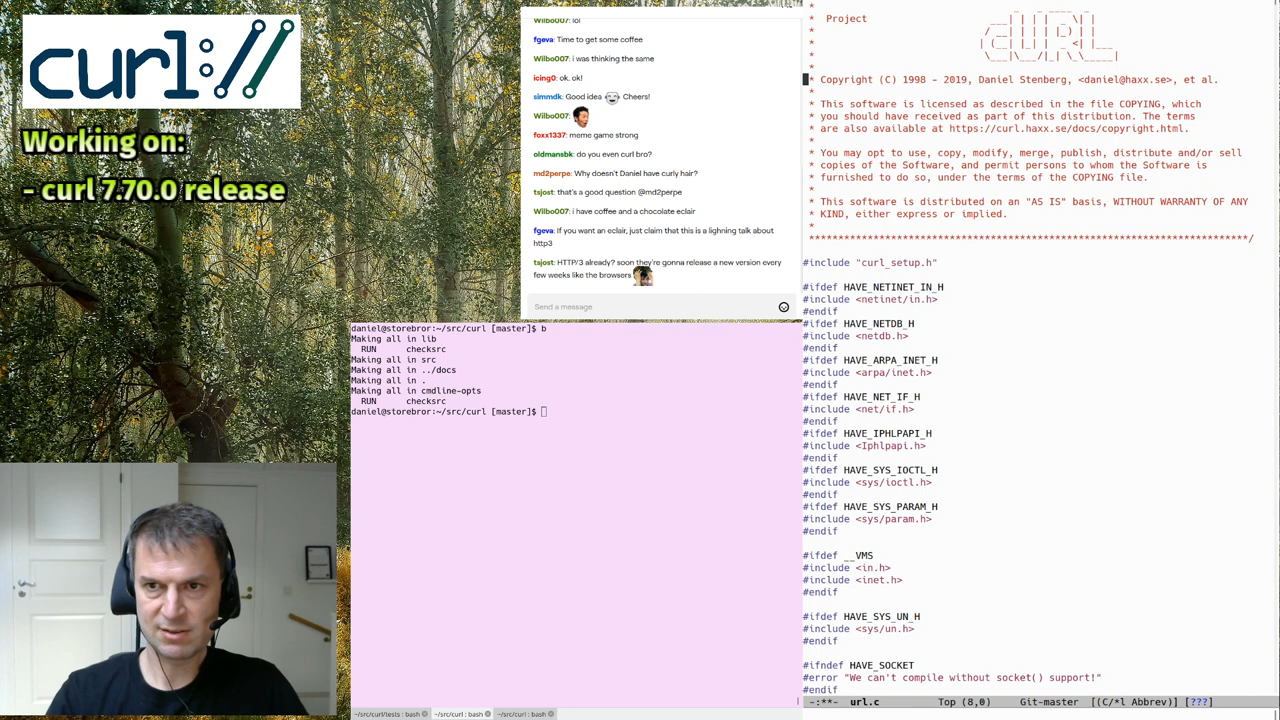 curl://
Working on:
- curl 7.70.0 release
Wilbo007: lol
fgeva: Time to get some coffee
Wilbo007: i was thinking the same
icing0: ok. ok!
simmdk: Good idea Cheers!
Wilbo007:
foxx1337: meme game strong
oldmansbk: do you even curl bro?
md2perpe: Why doesn't Daniel have curly hair?
tsjost: that's a good question @md2perpe
Wilbo007: i have coffee and a chocolate eclair
fgeva: If you want an eclair, just claim that this is a lighning talk about
http3
tsjost: HTTP/3 already? soon they're gonna release a new version every
few weeks like the browsers
Send a message
daniel@storebror:~/src/curl [master]$ b
Making all in lib
RUN checksrc
Making all in src
Making all in ../docs
Making all in .
Making all in cmdline-opts
RUN checksrc
daniel@storebror:~/src/curl [master]$
~/src/curl/tests : bash
~/src/curl : bash
~/src/curl : bash
*                                  _   _ ____  _
*  Project                     ___| | | |  _ \| |
*                             / __| | | | |_) | |
*                            | (__| |_| |  _ <| |___
*                             \___|\___/|_| \_\_____|
*
* Copyright (C) 1998 - 2019, Daniel Stenberg, <daniel@haxx.se>, et al.
*
* This software is licensed as described in the file COPYING, which
* you should have received as part of this distribution. The terms
* are also available at https://curl.haxx.se/docs/copyright.html.
*
* You may opt to use, copy, modify, merge, publish, distribute and/or sell
* copies of the Software, and permit persons to whom the Software is
* furnished to do so, under the terms of the COPYING file.
*
* This software is distributed on an "AS IS" basis, WITHOUT WARRANTY OF ANY
* KIND, either express or implied.
*
***************************************************************************/
#include "curl_setup.h"
#ifdef HAVE_NETINET_IN_H
#include <netinet/in.h>
#endif
#ifdef HAVE_NETDB_H
#include <netdb.h>
#endif
#ifdef HAVE_ARPA_INET_H
#include <arpa/inet.h>
#endif
#ifdef HAVE_NET_IF_H
#include <net/if.h>
#endif
#ifdef HAVE_IPHLPAPI_H
#include <Iphlpapi.h>
#endif
#ifdef HAVE_SYS_IOCTL_H
#include <sys/ioctl.h>
#endif
#ifdef HAVE_SYS_PARAM_H
#include <sys/param.h>
#endif
#ifdef __VMS
#include <in.h>
#include <inet.h>
#endif
#ifdef HAVE_SYS_UN_H
#include <sys/un.h>
#endif
#ifndef HAVE_SOCKET
#error "We can't compile without socket() support!"
#endif
-:**- url.c Top (8,0) Git-master [(C/*l Abbrev)] [???]